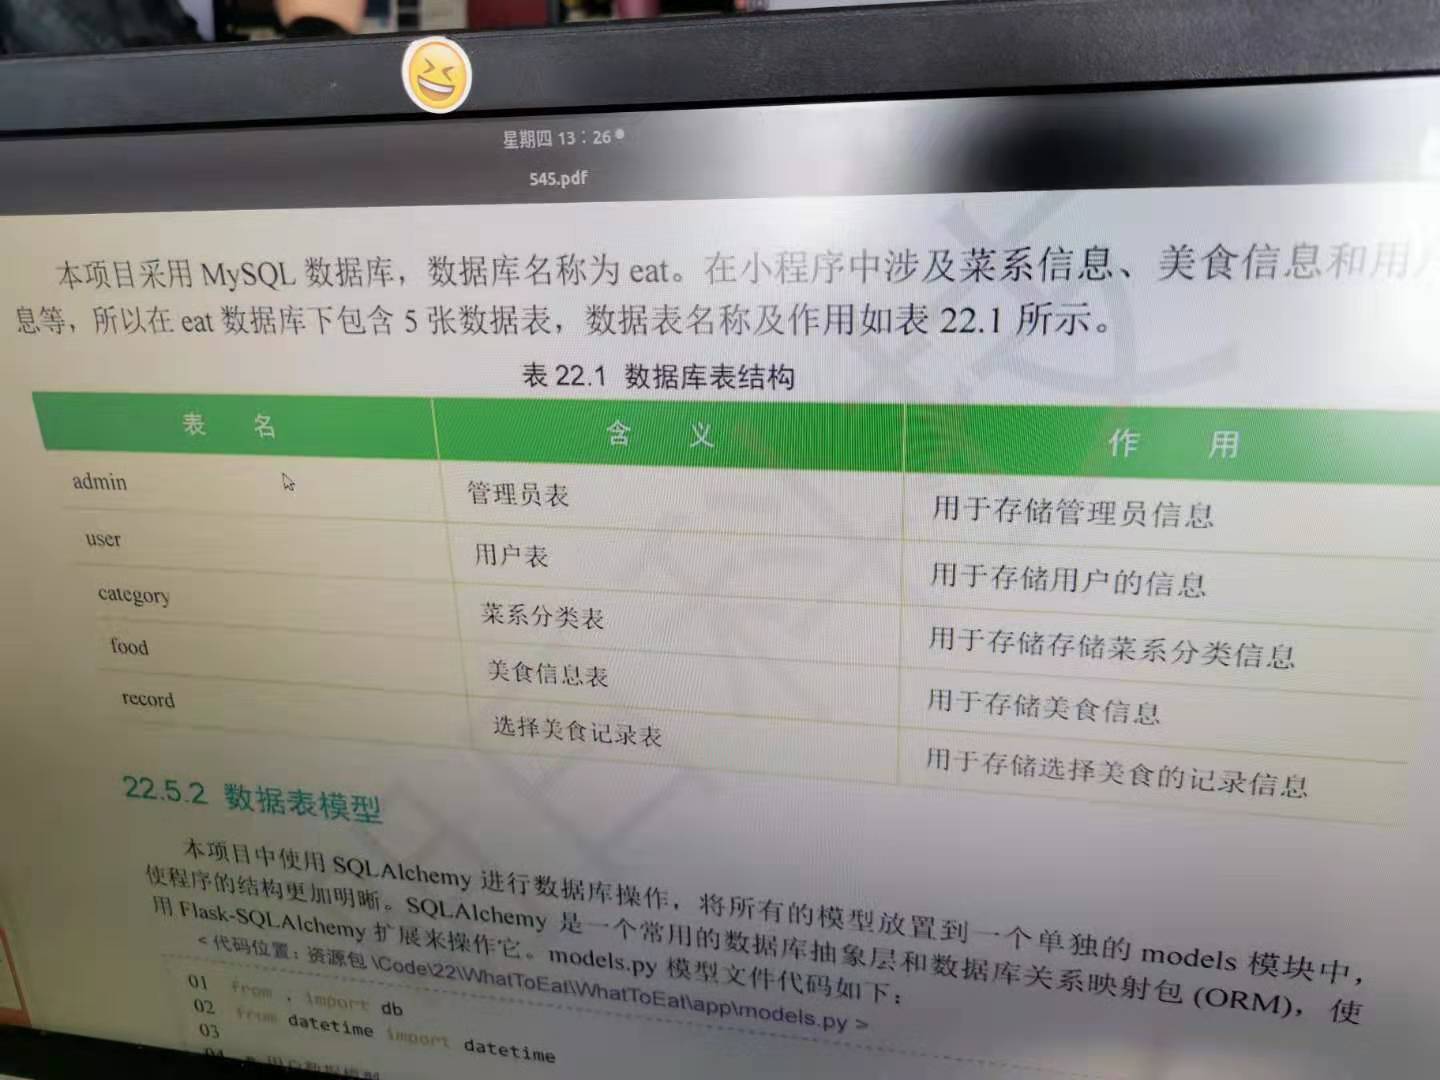 星期四 13：26
545.pdf
本项目采用 MySQL 数据库，数据库名称为 eat。在小程序中涉及菜系信息、美食信息和用
息等，所以在 eat 数据库下包含 5 张数据表，数据表名称及作用如表 22.1 所示。
表 22.1 数据库表结构
表 名 含 义 作 用
admin 管理员表 用于存储管理员信息
user 用户表 用于存储用户的信息
category 菜系分类表 用于存储存储菜系分类信息
food 美食信息表 用于存储美食信息
record 选择美食记录表 用于存储选择美食的记录信息
22.5.2 数据表模型
本项目中使用 SQLAlchemy 进行数据库操作，将所有的模型放置到一个单独的 models 模块中，
使程序的结构更加明晰。SQLAlchemy 是一个常用的数据库抽象层和数据库关系映射包 (ORM)，使
用 Flask-SQLAlchemy 扩展来操作它。models.py 模型文件代码如下：
< 代码位置：资源包 \Code\22\WhatToEat\WhatToEat\app\models.py >
01 from . import db
02 from datetime import datetime
03
04 # 用户数据模型